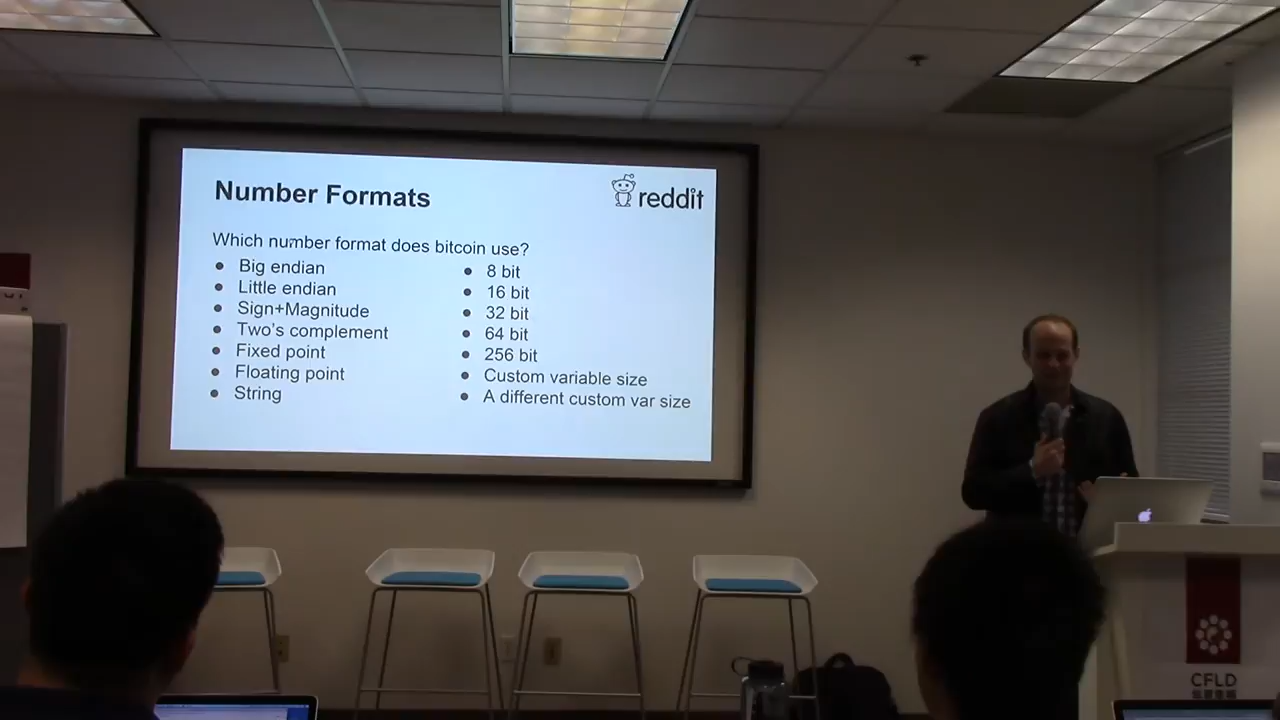 Number Formats
reddit
Which number format does bitcoin use?
Big endian
Little endian
Sign+Magnitude
Two's complement
Fixed point
Floating point
String
8 bit
16 bit
32 bit
64 bit
256 bit
Custom variable size
A different custom var size
CFLD